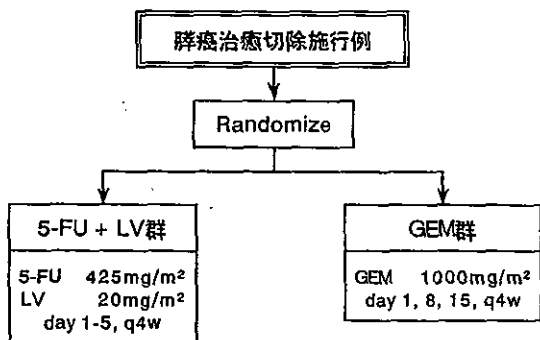 膵癌治癒切除施行例
Randomize
5-FU + LV群
5-FU 425mg/m²
LV 20mg/m²
day 1-5, q4w
GEM群
GEM 1000mg/m²
day 1, 8, 15, q4w